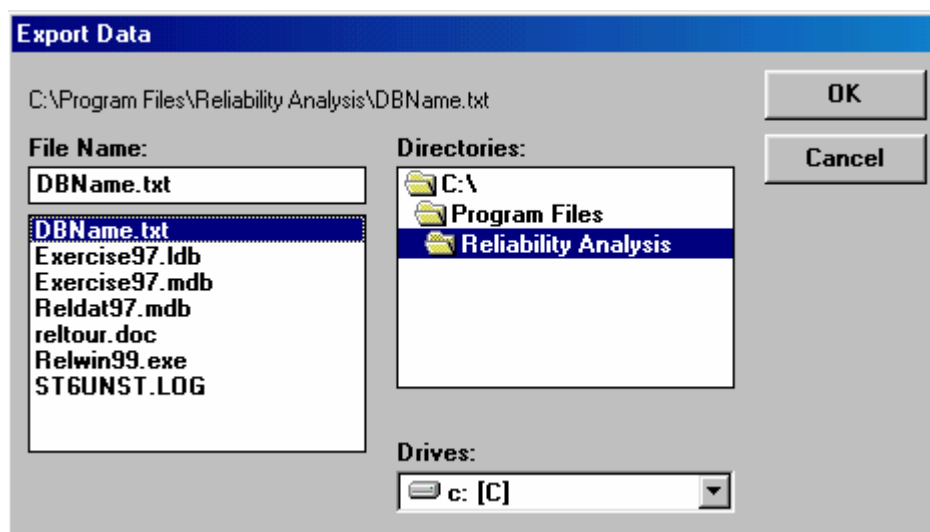 Export Data
C:\Program Files\Reliability Analysis\DBName.txt
OK
File Name:
Directories:
Cancel
DBName.txt
DBName.txt
Exercise97.ldb
Exercise97.mdb
Reldat97.mdb
reltour.doc
Relwin99.exe
ST6UNST.LOG
C:\
Program Files
Reliability Analysis
Drives:
c: [C]